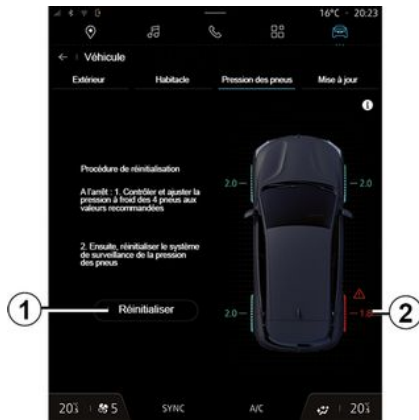 16°C · 20:23
← Véhicule
Extérieur Habitacle Pression des pneus Mise à jour
Procédure de réinitialisation
A l'arrêt : 1. Contrôler et ajuster la
pression à froid des 4 pneus aux
valeurs recommandées
2. Ensuite, réinitialiser le système
de surveillance de la pression
des pneus
Réinitialiser
2.0 2.0
2.0 1.8
1 2
20 5 SYNC A/C 20